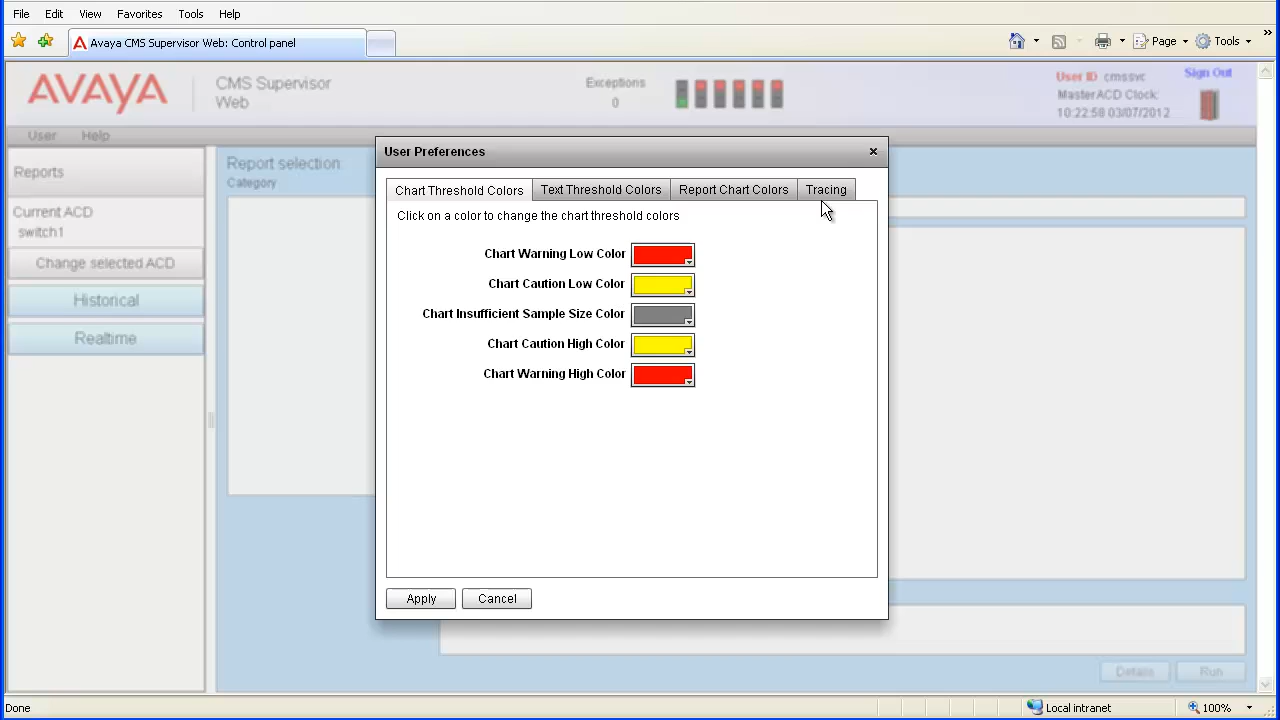 File Edit View Favorites Tools Help
Avaya CMS Supervisor Web: Control panel
Page Tools
AVAYA
CMS Supervisor
Web
Exceptions
0
User ID cmssvc
Sign Out
Master ACD Clock:
10:22:58 03/07/2012
User Help
Reports
Current ACD
switch1
Change selected ACD
Historical
Realtime
Report selection:
Category
User Preferences
Chart Threshold Colors Text Threshold Colors Report Chart Colors Tracing
Click on a color to change the chart threshold colors
Chart Warning Low Color
Chart Caution Low Color
Chart Insufficient Sample Size Color
Chart Caution High Color
Chart Warning High Color
Apply Cancel
Details Run
Done
Local intranet
100%